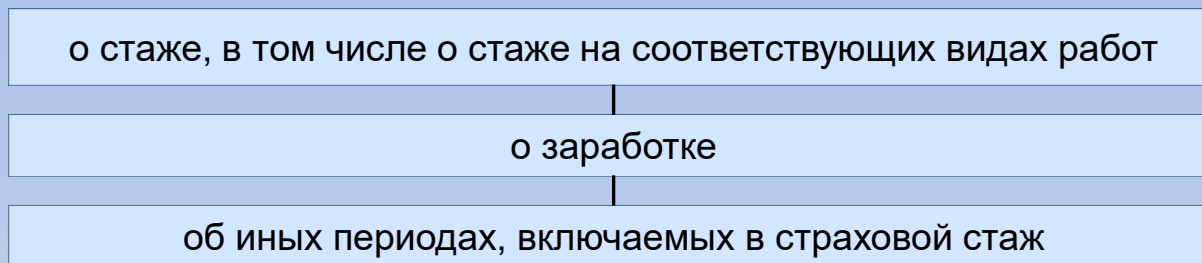 о стаже, в том числе о стаже на соответствующих видах работ
о заработке
об иных периодах, включаемых в страховой стаж